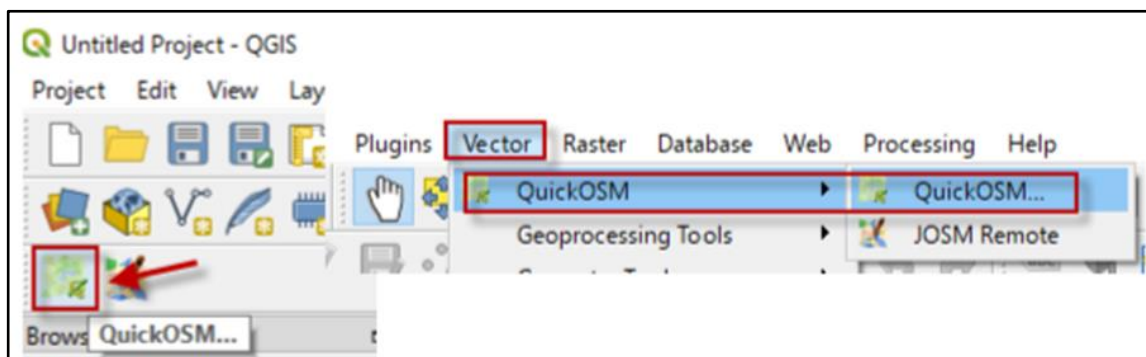 Untitled Project - QGIS
Project Edit View Lay
Plugins Vector Raster Database Web Processing Help
QuickOSM QuickOSM...
Geoprocessing Tools JOSM Remote
Brows QuickOSM...